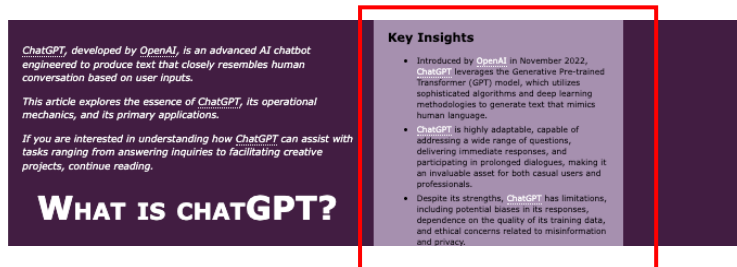 ChatGPT, developed by OpenAI, is an advanced AI chatbot
engineered to produce text that closely resembles human
conversation based on user inputs.
This article explores the essence of ChatGPT, its operational
mechanics, and its primary applications.
If you are interested in understanding how ChatGPT can assist with
tasks ranging from answering inquiries to facilitating creative
projects, continue reading.
WHAT IS CHATGPT?
Key Insights
• Introduced by OpenAI in November 2022,
ChatGPT leverages the Generative Pre-trained
Transformer (GPT) model, which utilizes
sophisticated algorithms and deep learning
methodologies to generate text that mimics
human language.
• ChatGPT is highly adaptable, capable of
addressing a wide range of questions,
delivering immediate responses, and
participating in prolonged dialogues, making it
an invaluable asset for both casual users and
professionals.
• Despite its strengths, ChatGPT has limitations,
including potential biases in its responses,
dependence on the quality of its training data,
and ethical concerns related to misinformation
and privacy.